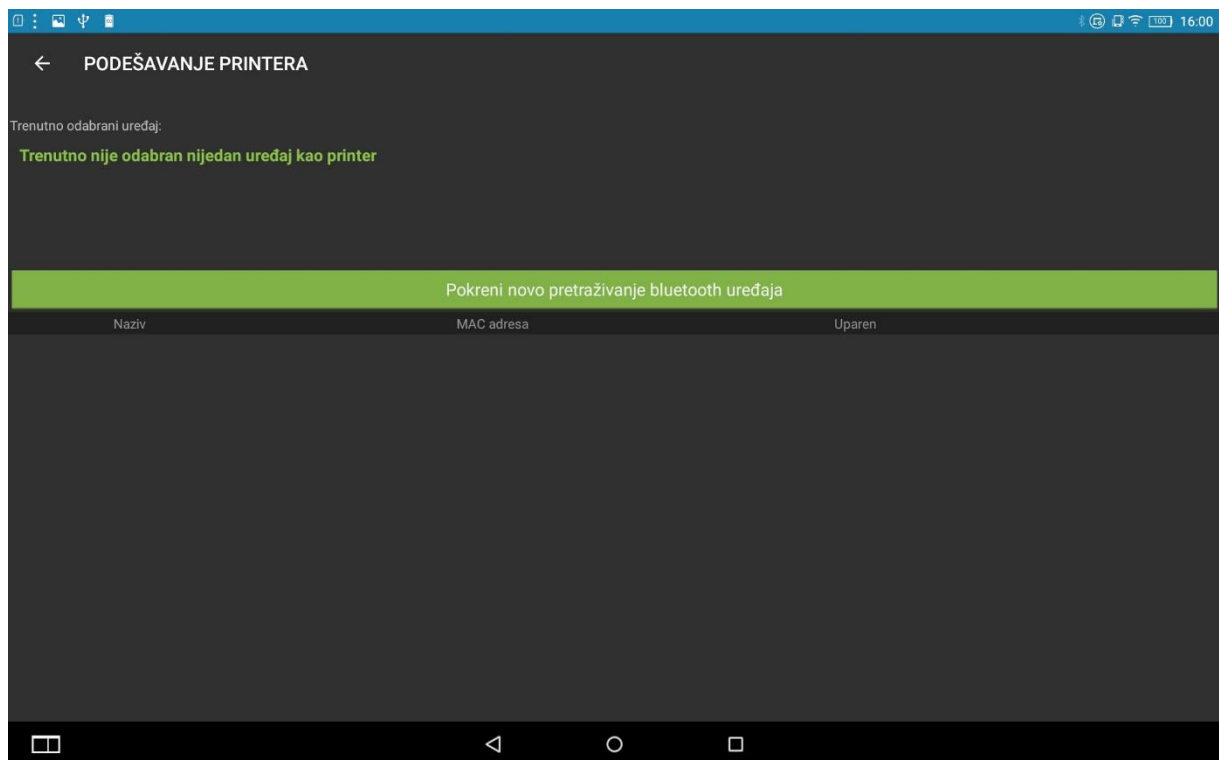 100 16:00
PODEŠAVANJE PRINTERA
Trenutno odabrani uređaj:
Trenutno nije odabran nijedan uređaj kao printer
Pokreni novo pretraživanje bluetooth uređaja
Naziv MAC adresa Uparen